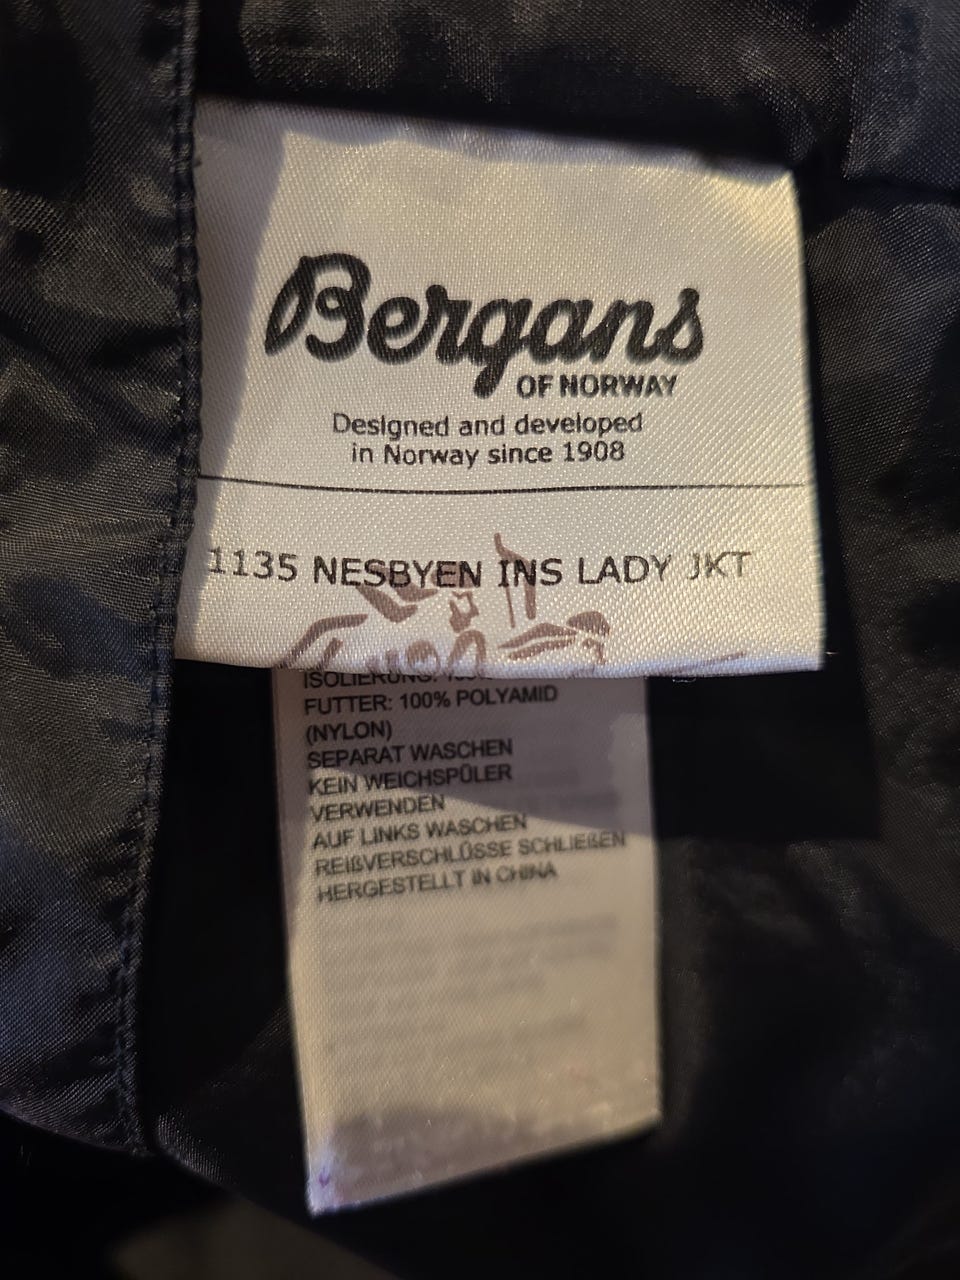 Bergans
OF NORWAY
Designed and developed
in Norway since 1908
1135 NESBYEN INS LADY JKT
ISOLIERUNG:
FUTTER: 100% POLYAMID
(NYLON)
SEPARAT WASCHEN
KEIN WEICHSPÜLER
VERWENDEN
AUF LINKS WASCHEN
REIßVERSCHLÜSSE SCHLIEßEN
HERGESTELLT IN CHINA